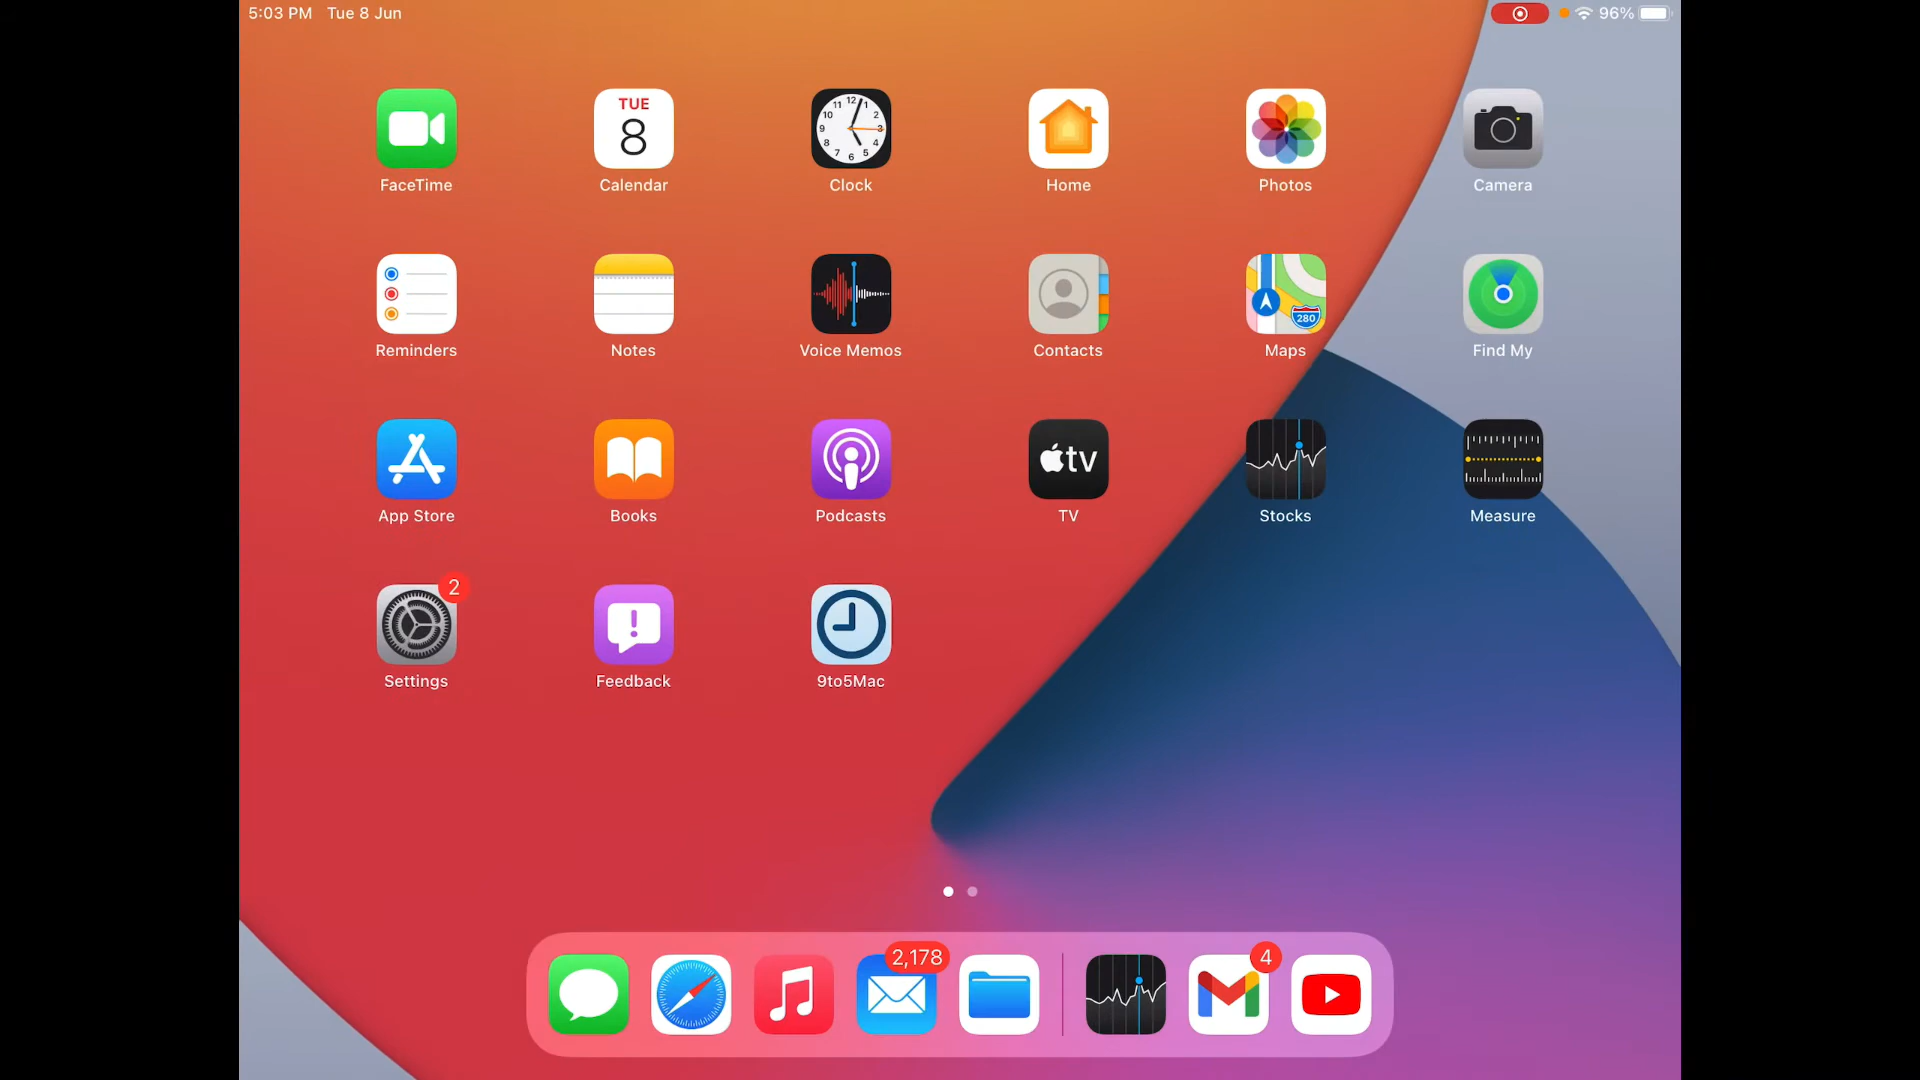 5:03 PM Tue 8 Jun 96%
TUE
8
FaceTime Calendar Clock Home Photos Camera
280
Reminders Notes Voice Memos Contacts Maps Find My
tv
App Store Books Podcasts TV Stocks Measure
2
Settings Feedback 9to5Mac
2,178 4